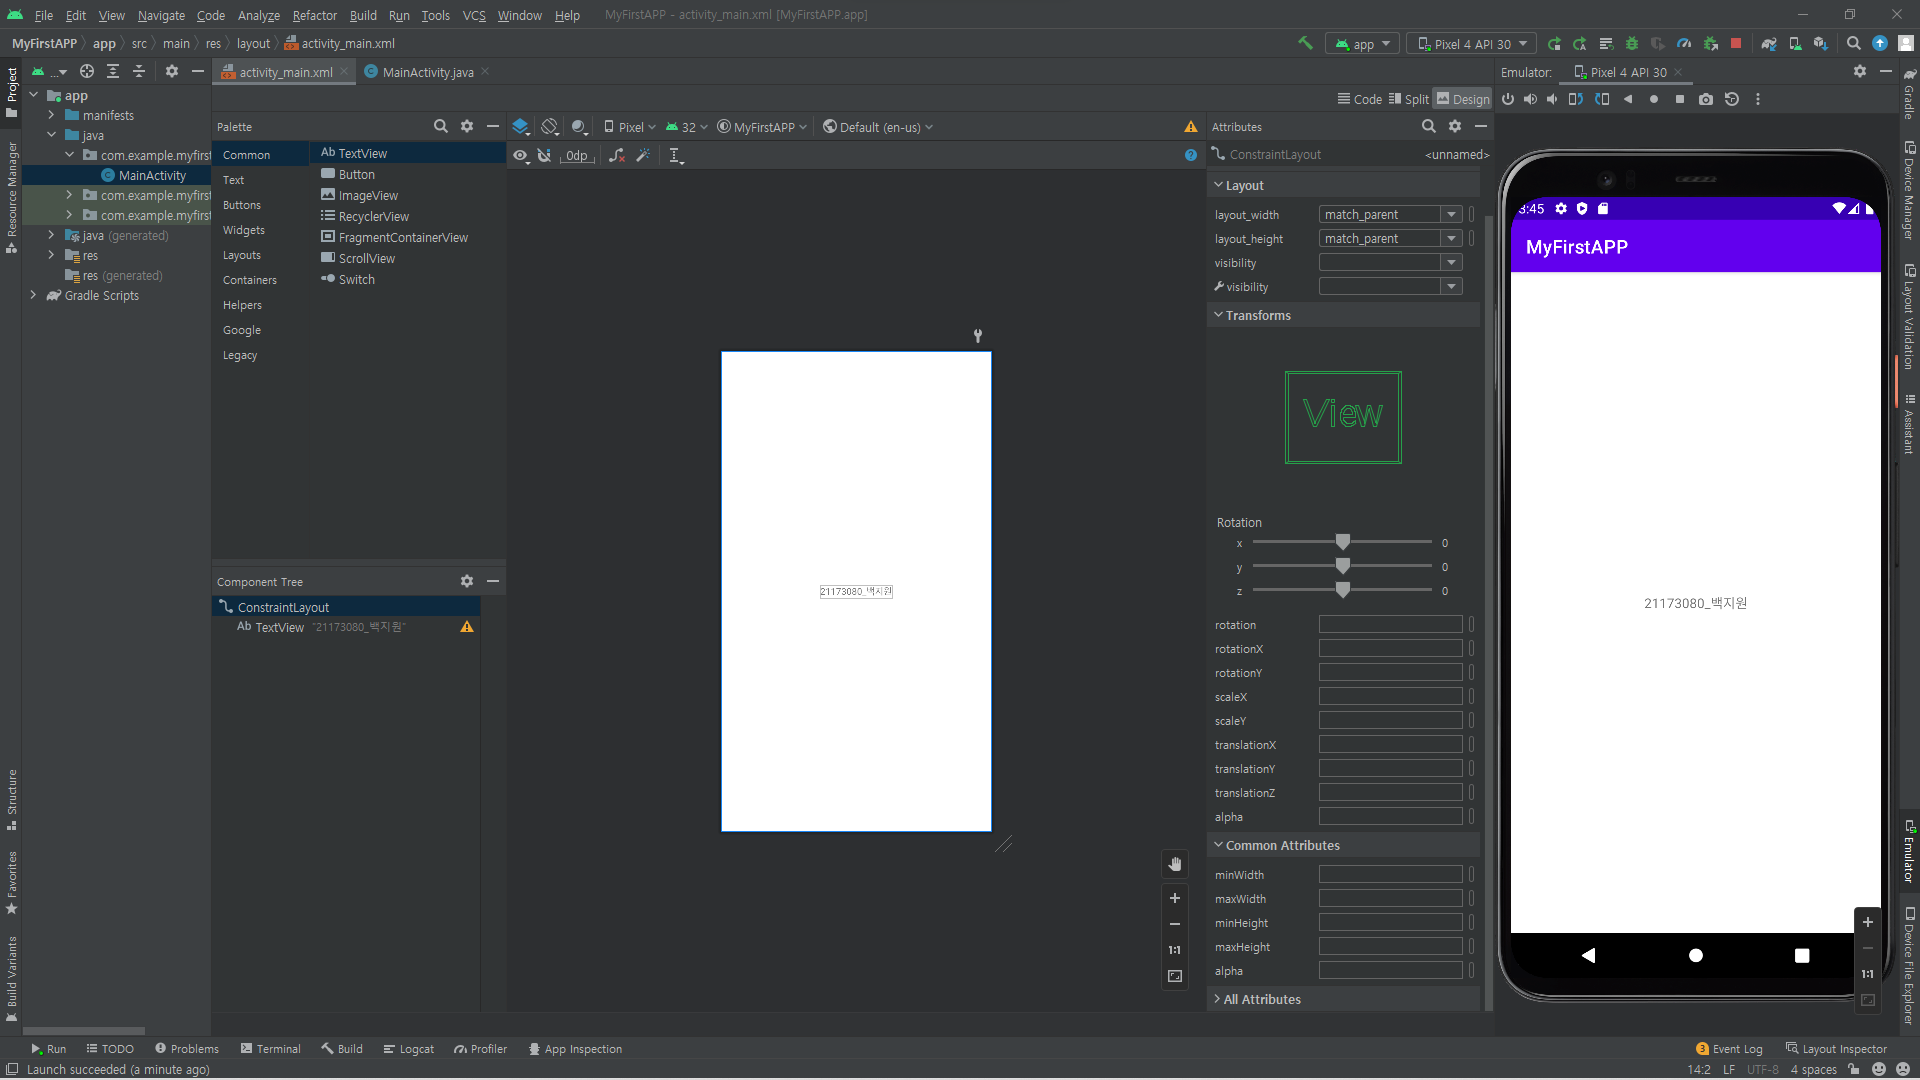 File Edit View Navigate Code Analyze Refactor Build Run Tools VCS Window Help MyFirstAPP - activity_main.xml [MyFirstAPP.app]
MyFirstAPP app src main res layout activity_main.xml
app Pixel 4 API 30
Project
...
activity_main.xml MainActivity.java
Emulator: Pixel 4 API 30
app
manifests
java
com.example.myfirst
MainActivity
com.example.myfirst
com.example.myfirst
java (generated)
res
res (generated)
Gradle Scripts
Resource Manager
Structure
Favorites
Build Variants
Code Split Design
Palette
Common
Text
Buttons
Widgets
Layouts
Containers
Helpers
Google
Legacy
Ab TextView
Button
ImageView
RecyclerView
FragmentContainerView
ScrollView
Switch
Component Tree
ConstraintLayout
Ab TextView "21173080_백지원"
Pixel 32 MyFirstAPP Default (en-us)
0dp
21173080_백지원
1:1
Attributes
ConstraintLayout <unnamed>
Layout
layout_width match_parent
layout_height match_parent
visibility
visibility
Transforms
View
Rotation
x 0
y 0
z 0
rotation
rotationX
rotationY
scaleX
scaleY
translationX
translationY
translationZ
alpha
Common Attributes
minWidth
maxWidth
minHeight
maxHeight
alpha
All Attributes
3:45
MyFirstAPP
21173080_백지원
1:1
Gradle
Device Manager
Layout Validation
Assistant
Emulator
Device File Explorer
Run TODO Problems Terminal Build Logcat Profiler App Inspection
3 Event Log Layout Inspector
Launch succeeded (a minute ago)
14:2 LF UTF-8 4 spaces